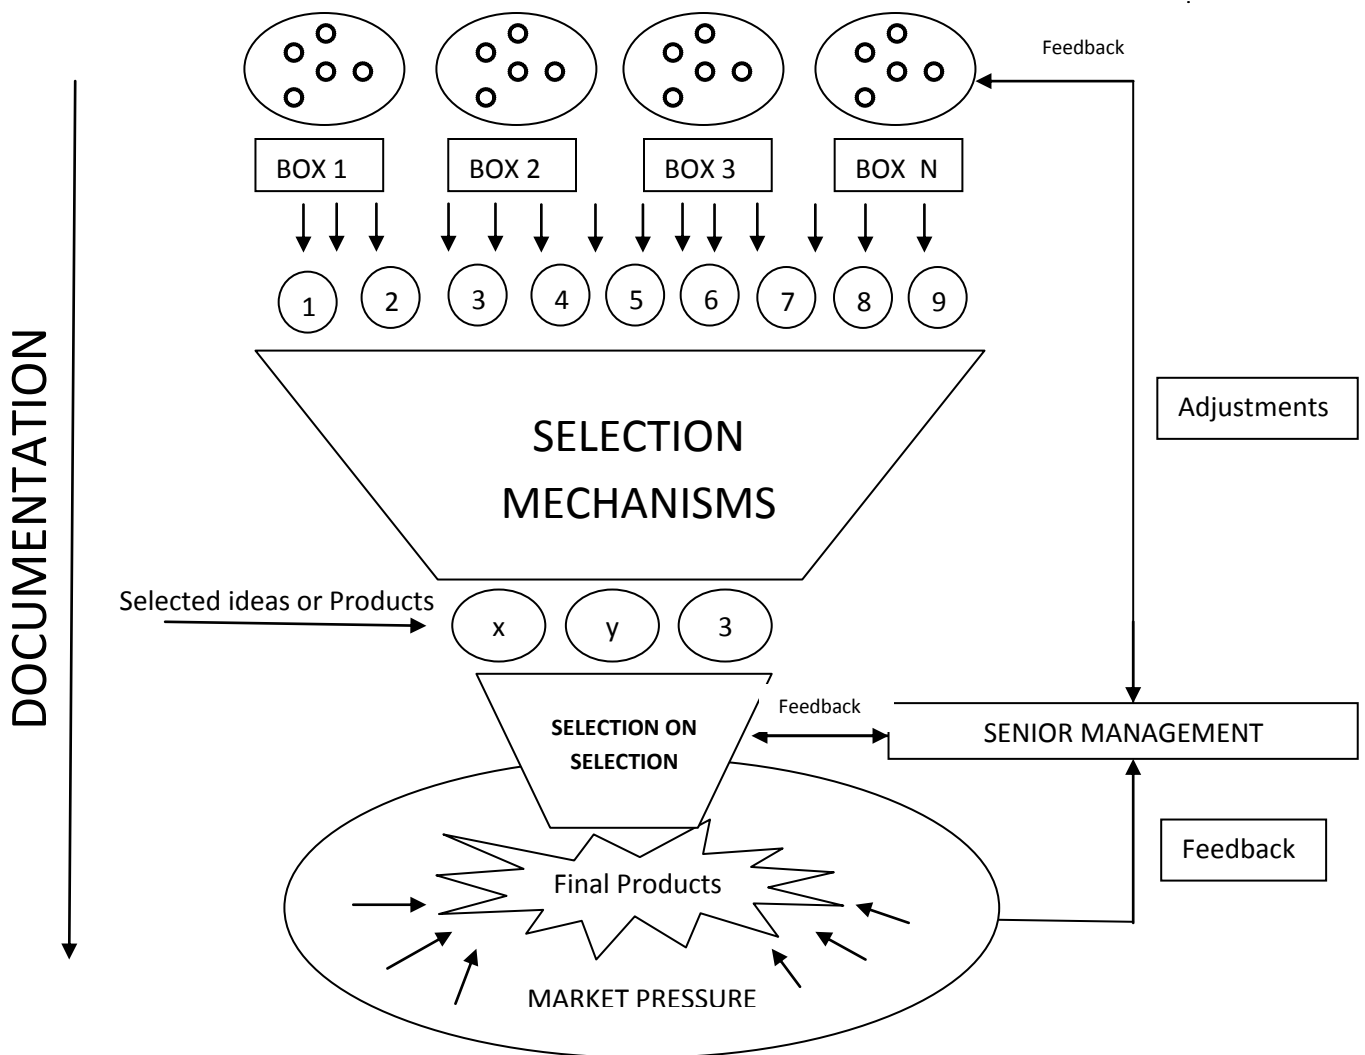 Feedback
BOX 1
BOX 2
BOX 3
BOX N
1
2
3
4
5
6
7
8
9
DOCUMENTATION
SELECTION
MECHANISMS
Adjustments
Selected ideas or Products
x
y
3
SELECTION ON
SELECTION
Feedback
SENIOR MANAGEMENT
Feedback
Final Products
MARKET PRESSURE